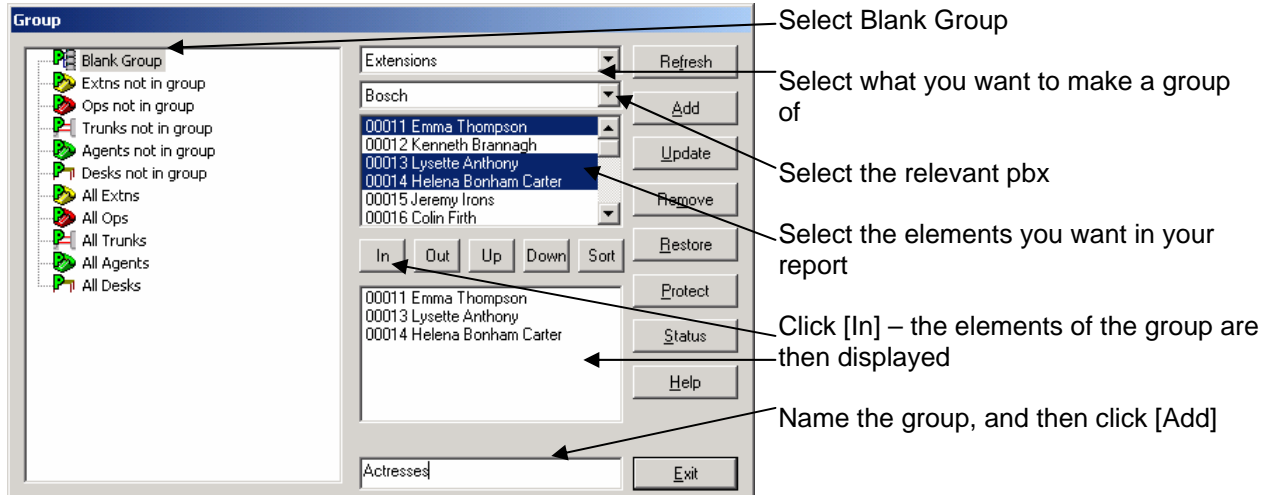 Group
Blank Group
Extns not in group
Ops not in group
Trunks not in group
Agents not in group
Desks not in group
All Extns
All Ops
All Trunks
All Agents
All Desks
Extensions
Bosch
00011 Emma Thompson
00012 Kenneth Brannagh
00013 Lysette Anthony
00014 Helena Bonham Carter
00015 Jeremy Irons
00016 Colin Firth
In Out Up Down Sort
00011 Emma Thompson
00013 Lysette Anthony
00014 Helena Bonham Carter
Actresses
Refresh
Add
Update
Remove
Restore
Protect
Status
Help
Exit
Select Blank Group
Select what you want to make a group
of
Select the relevant pbx
Select the elements you want in your
report
Click [In] – the elements of the group are
then displayed
Name the group, and then click [Add]